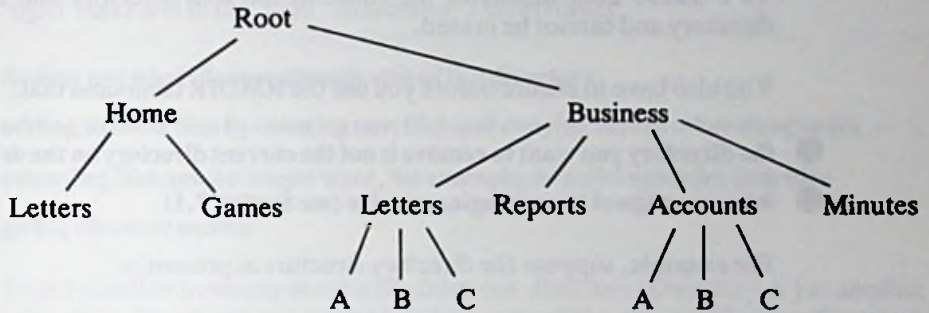 Root
Home Business
Letters Games Letters Reports Accounts Minutes
A B C A B C